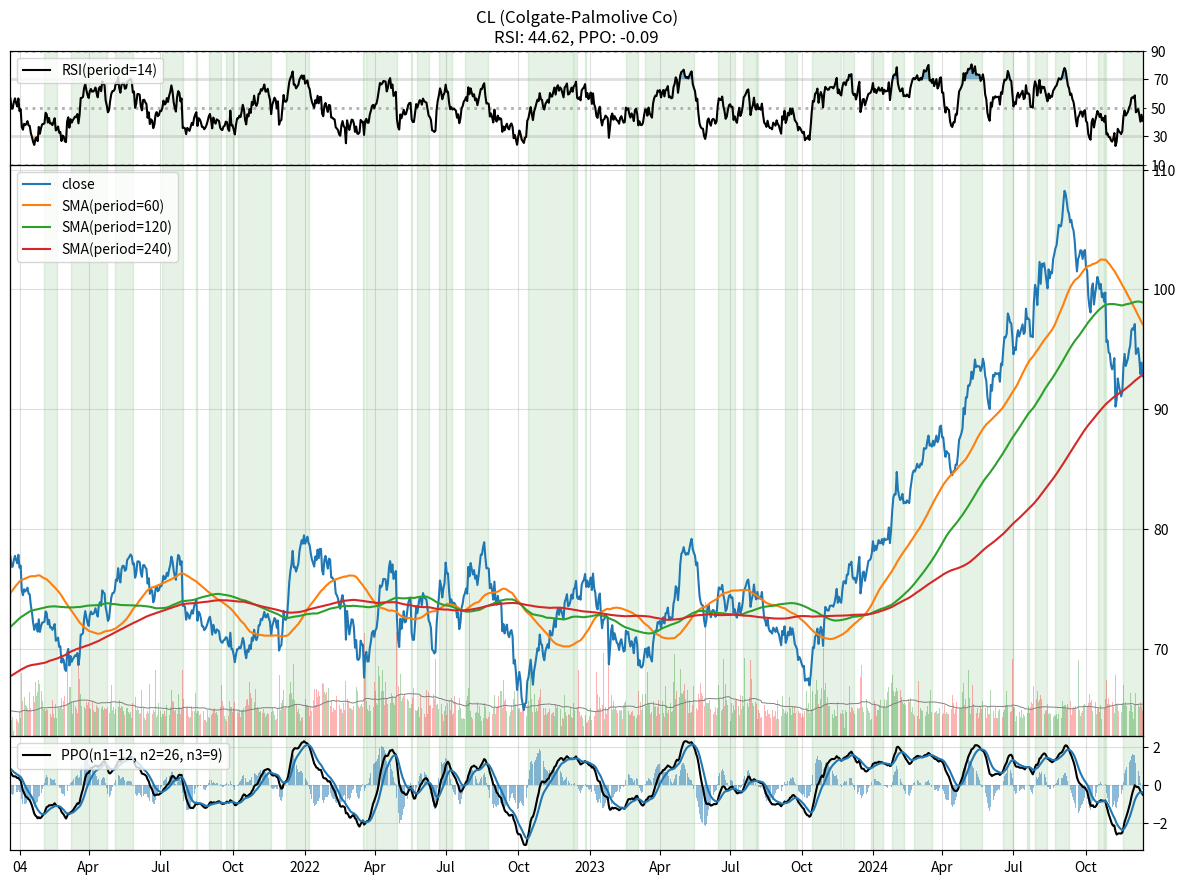 CL (Colgate-Palmolive Co)
RSI: 44.62, PPO: -0.09
RSI(period=14)
90
70
50
30
10
close
SMA(period=60)
SMA(period=120)
SMA(period=240)
110
100
90
80
70
PPO(n1=12, n2=26, n3=9)
2
0
−2
04 Apr Jul Oct 2022 Apr Jul Oct 2023 Apr Jul Oct 2024 Apr Jul Oct